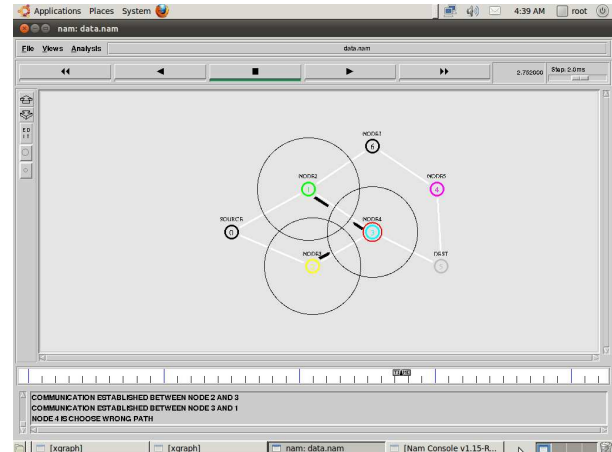 Applications Places System 4:39 AM root
nam: data.nam
File Views Analysis data.nam
2.752000 Step: 2.0ms
ED
IT
NODE1
6
NODE2 NODE5
1 4
SOURCE NODE4
0 3
NODE3 DEST
TIME
COMMUNICATION ESTABLISHED BETWEEN NODE 2 AND 3
COMMUNICATION ESTABLISHED BETWEEN NODE 3 AND 1
NODE 4 IS CHOOSE WRONG PATH
[xgraph] [xgraph] nam: data.nam [Nam Console v1.15-R...